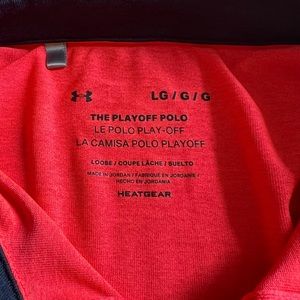 LG / G / G
THE PLAYOFF POLO
LE POLO PLAY-OFF
LA CAMISA POLO PLAYOFF
LOOSE / COUPE LÂCHE / SUELTO
MADE IN JORDAN / FABRIQUÉ EN JORDANIE /
HECHO EN JORDANIA
HEATGEAR